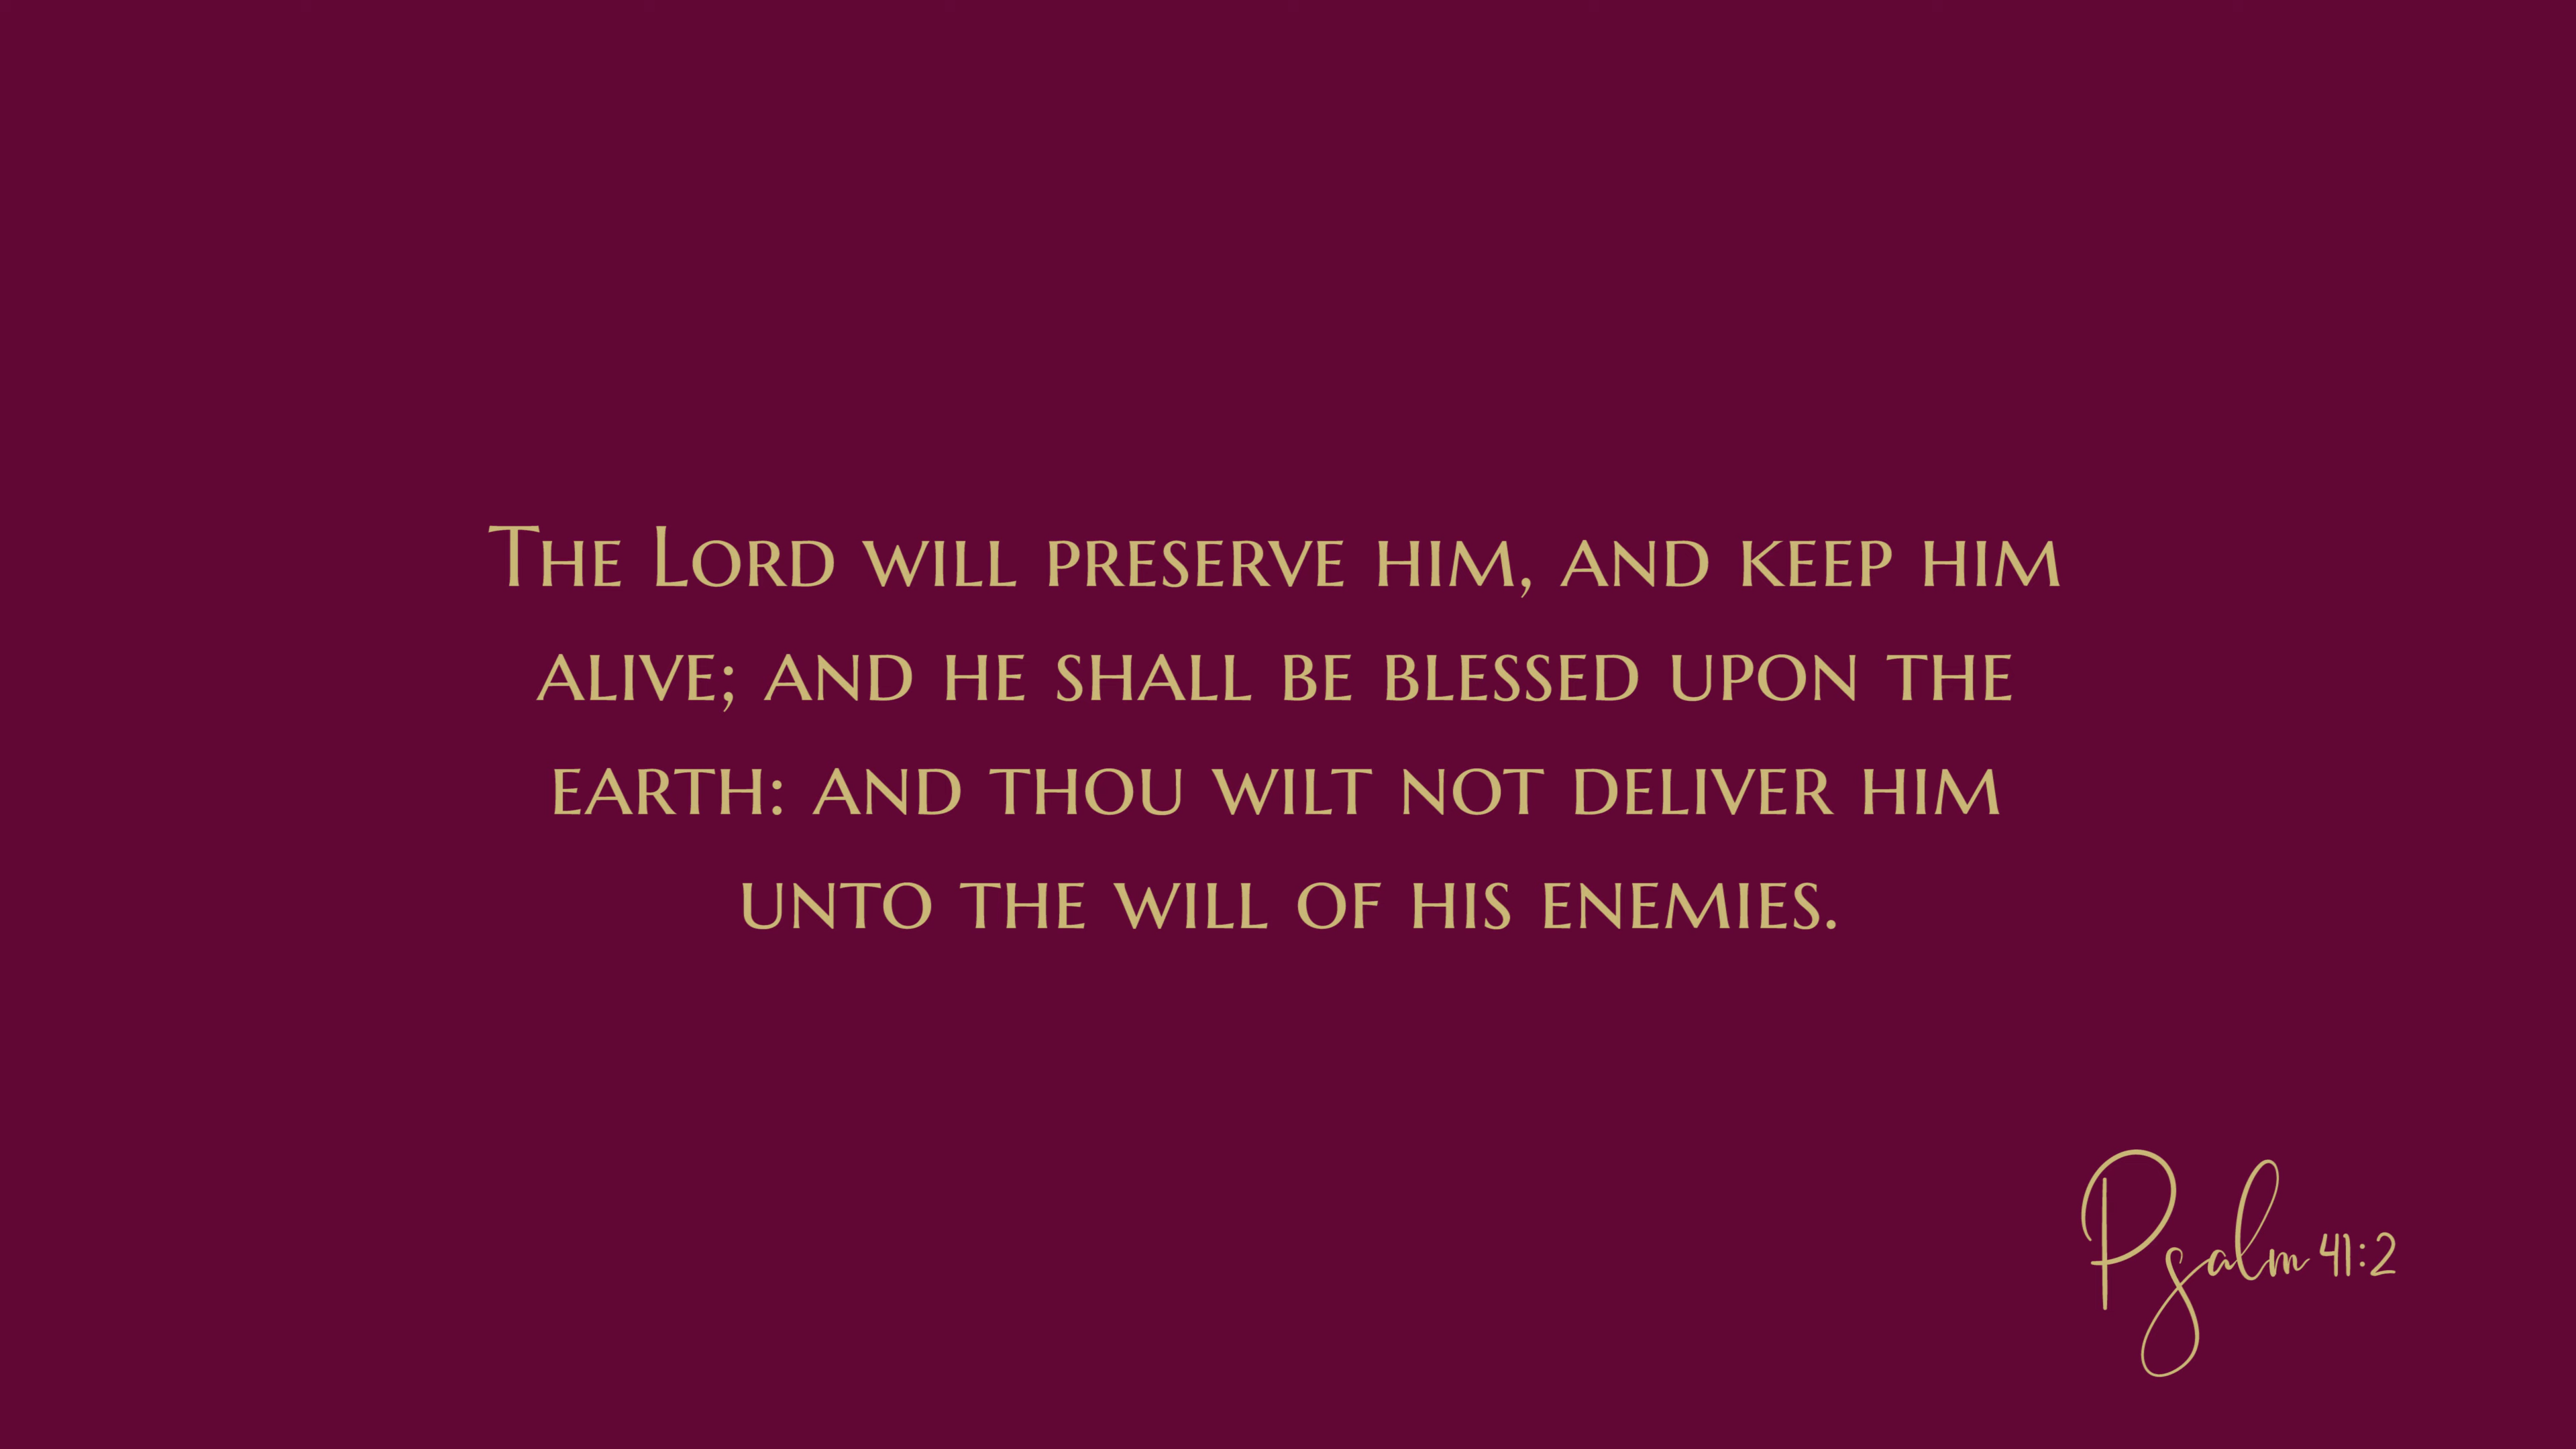 The Lord will preserve him, and keep him
alive; and he shall be blessed upon the
earth: and thou wilt not deliver him
unto the will of his enemies.
Psalm 41:2